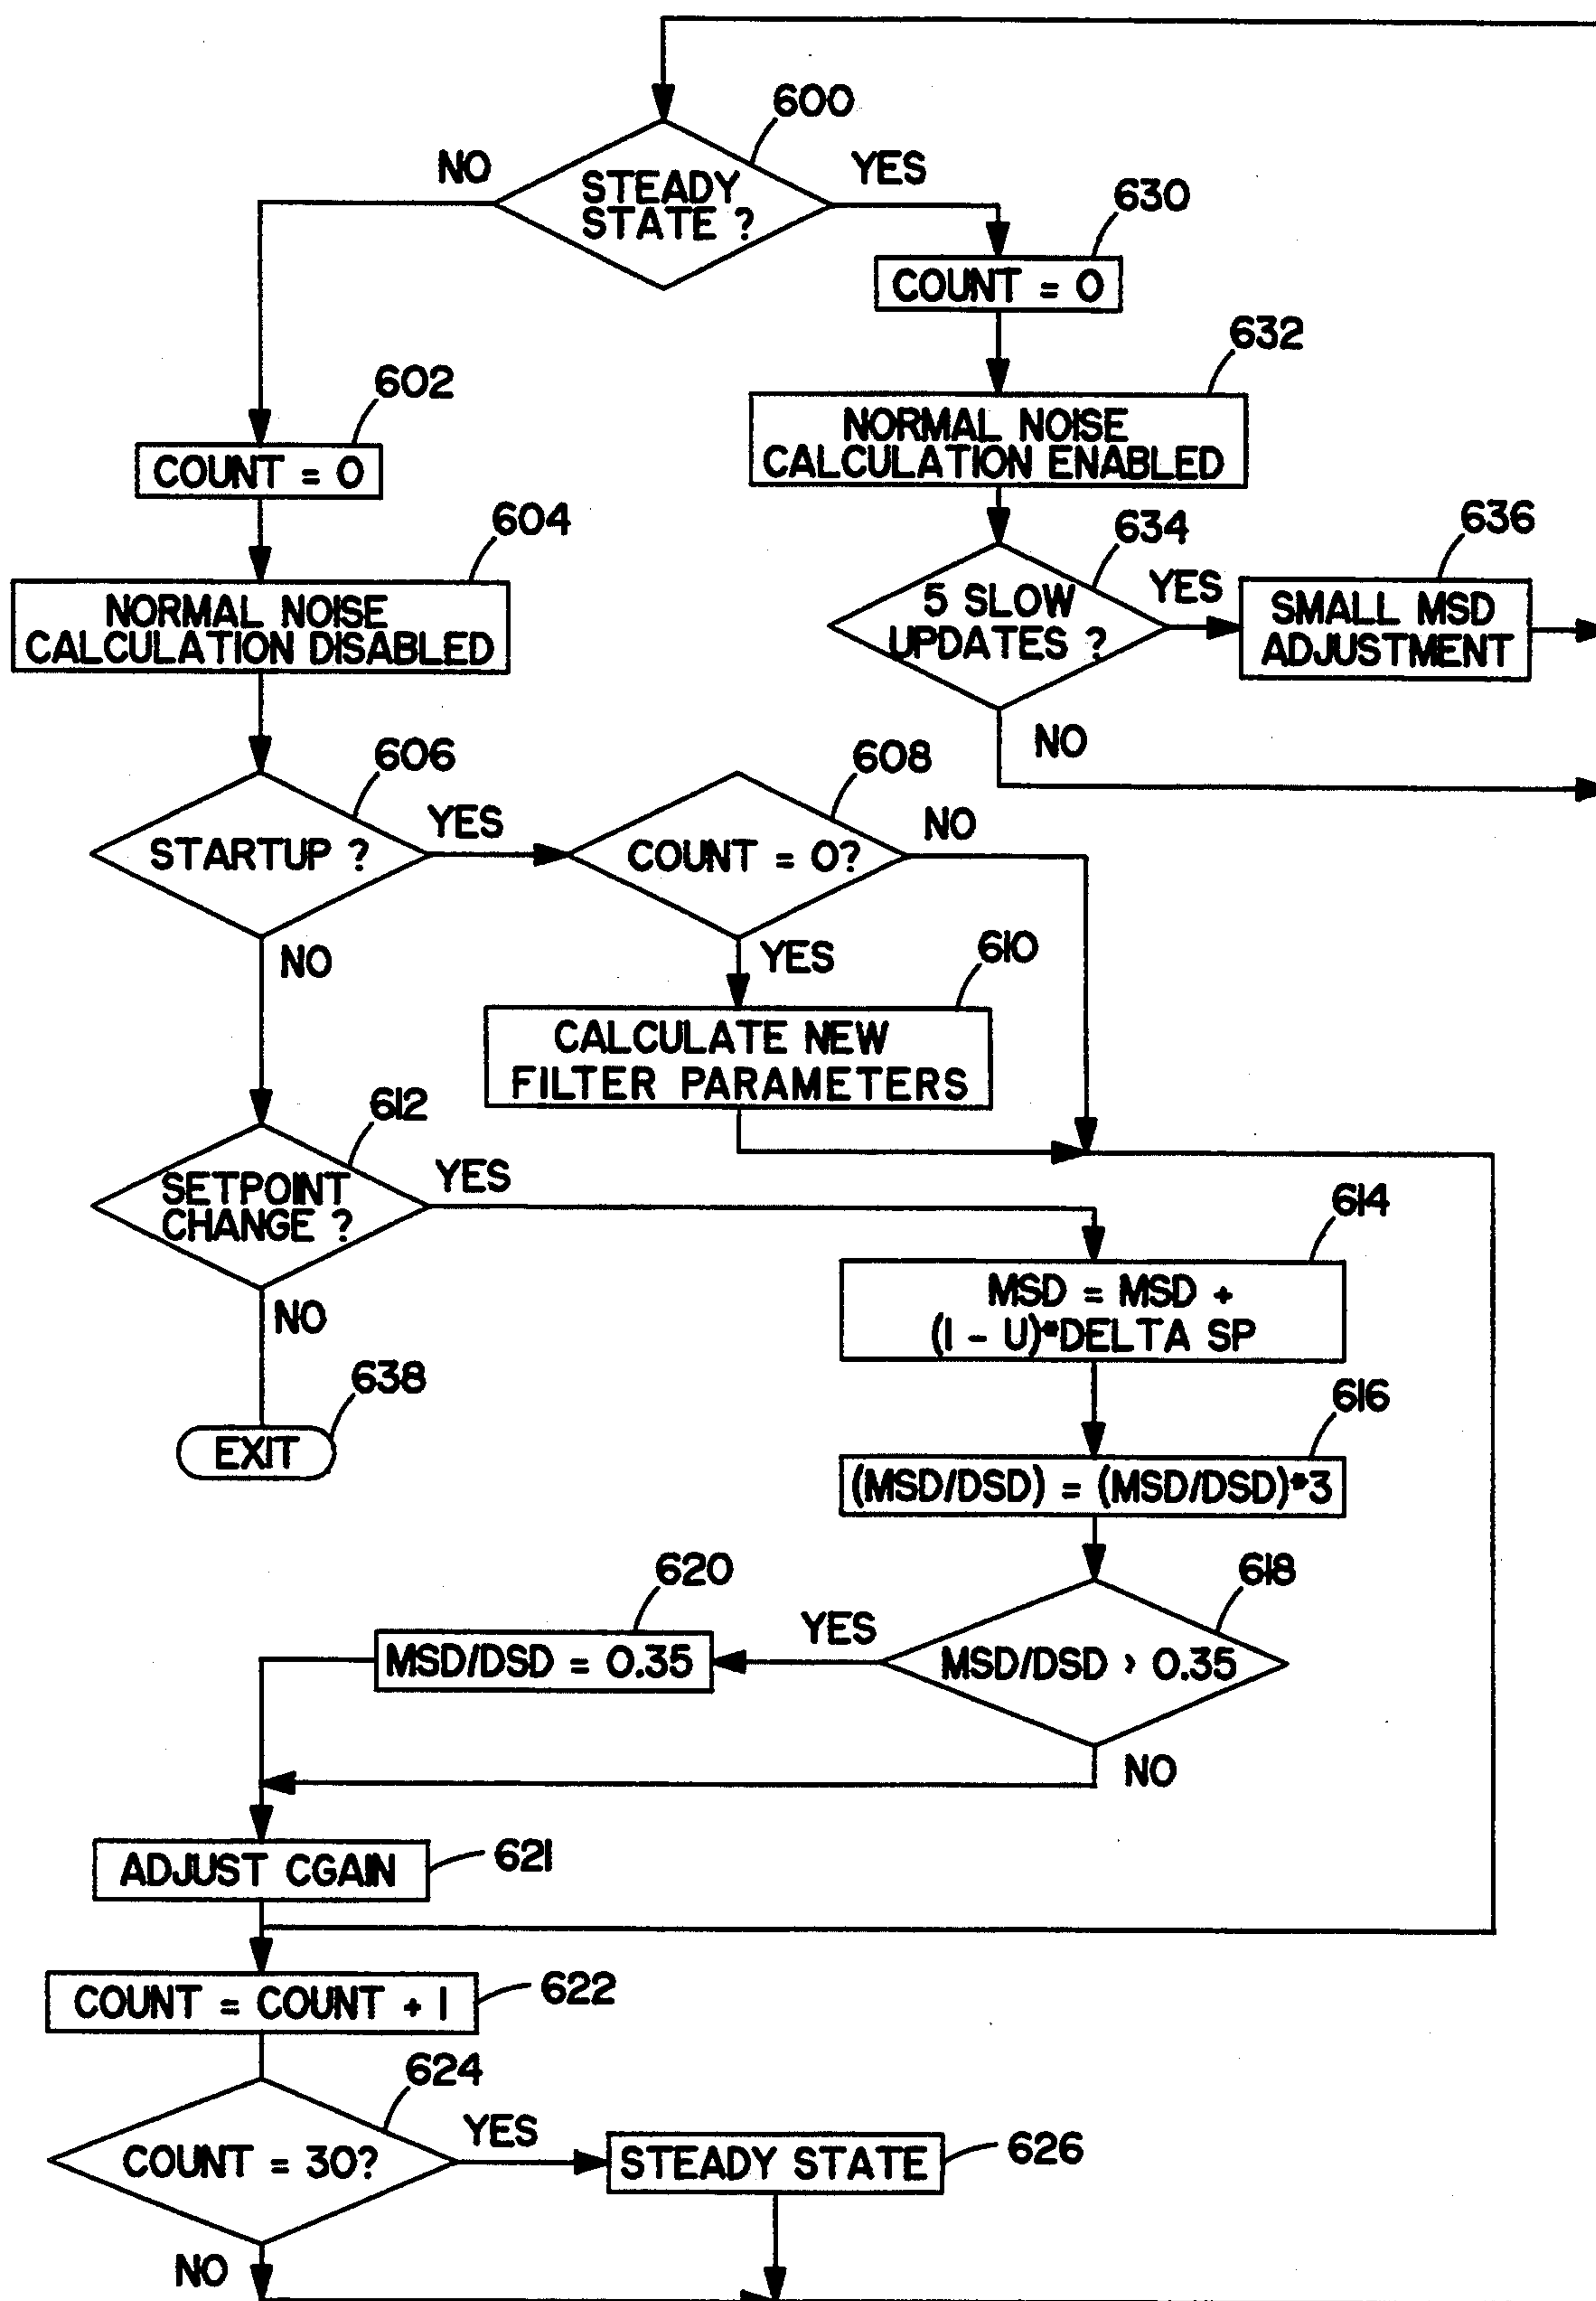 600
NO
YES
STEADY
STATE ?
630
COUNT = 0
632
602
NORMAL NOISE
CALCULATION ENABLED
COUNT = 0
604
634
636
NORMAL NOISE
CALCULATION DISABLED
5 SLOW
UPDATES ?
YES
SMALL MSD
ADJUSTMENT
NO
606
608
YES
NO
STARTUP ?
COUNT = 0?
NO
YES
610
CALCULATE NEW
FILTER PARAMETERS
612
YES
SETPOINT
CHANGE ?
614
MSD = MSD +
(1 - U)*DELTA SP
NO
638
616
EXIT
(MSD/DSD) = (MSD/DSD)*3
620
618
YES
MSD/DSD = 0.35
MSD/DSD > 0.35
NO
621
ADJUST CGAIN
622
COUNT = COUNT + 1
624
YES
COUNT = 30?
STEADY STATE
626
NO